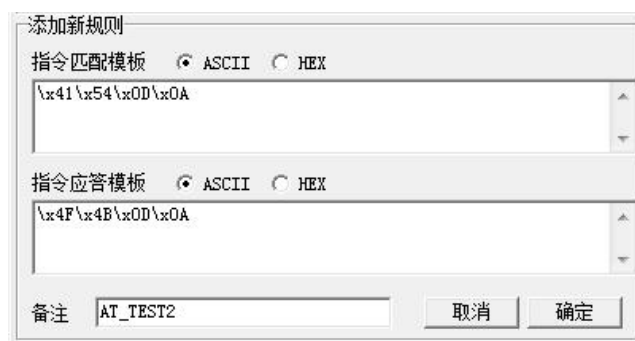 添加新规则
指令匹配模板 ASCII HEX
\x41\x54\x0D\x0A
指令应答模板 ASCII HEX
\x4F\x4B\x0D\x0A
备注 AT_TEST2 取消 确定